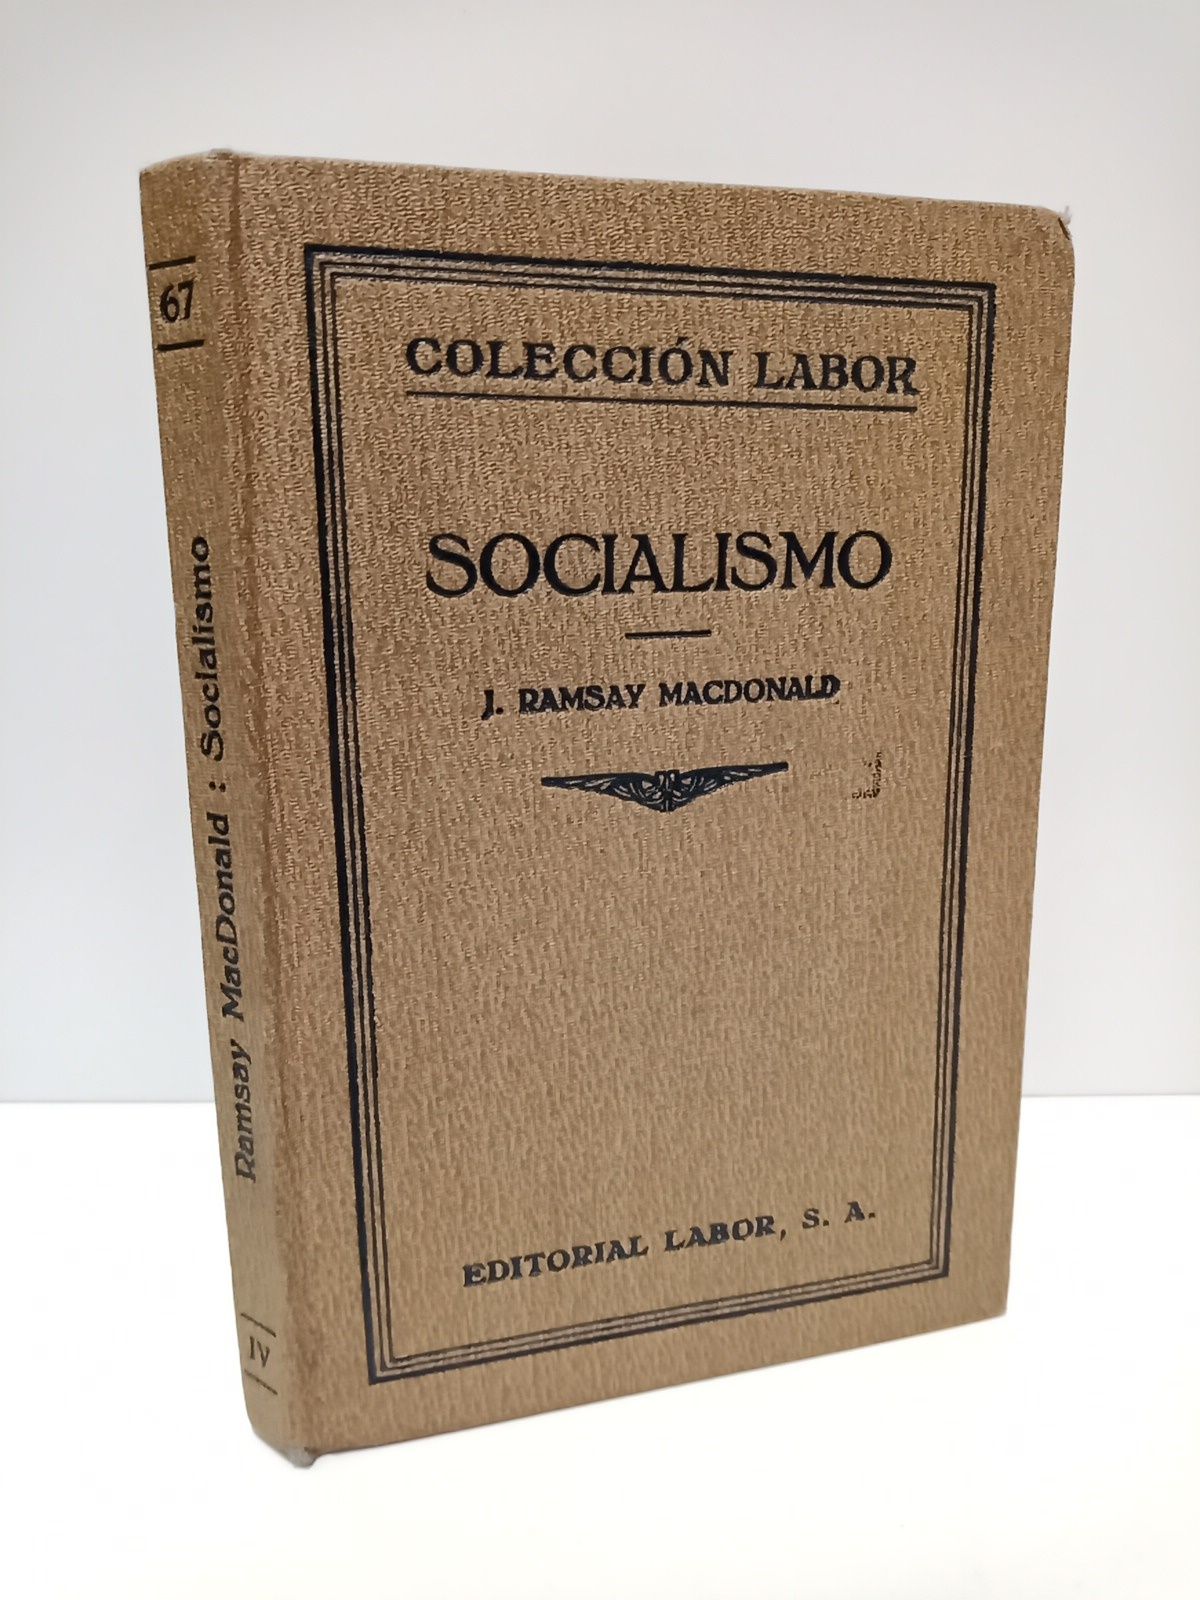 67
Ramsay MacDonald : Socialismo
IV
COLECCIÓN LABOR
SOCIALISMO
J. RAMSAY MACDONALD
EDITORIAL LABOR, S. A.